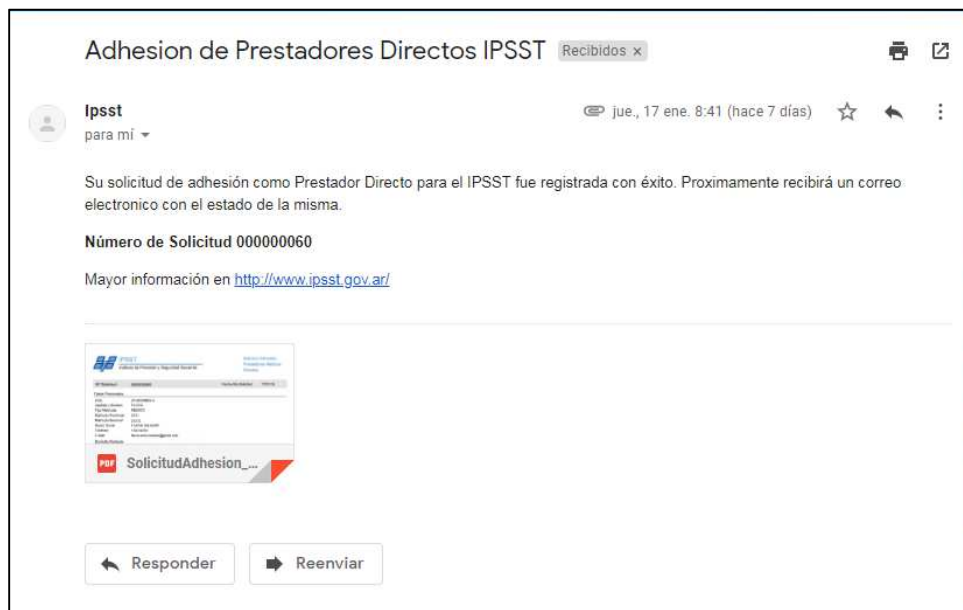 Adhesion de Prestadores Directos IPSST Recibidos x
Ipsst jue., 17 ene. 8:41 (hace 7 días)
para mí
Su solicitud de adhesión como Prestador Directo para el IPSST fue registrada con éxito. Proximamente recibirá un correo
electronico con el estado de la misma.
Número de Solicitud 000000060
Mayor información en http://www.ipsst.gov.ar/
IPSST
PDF SolicitudAdhesion_...
Responder Reenviar